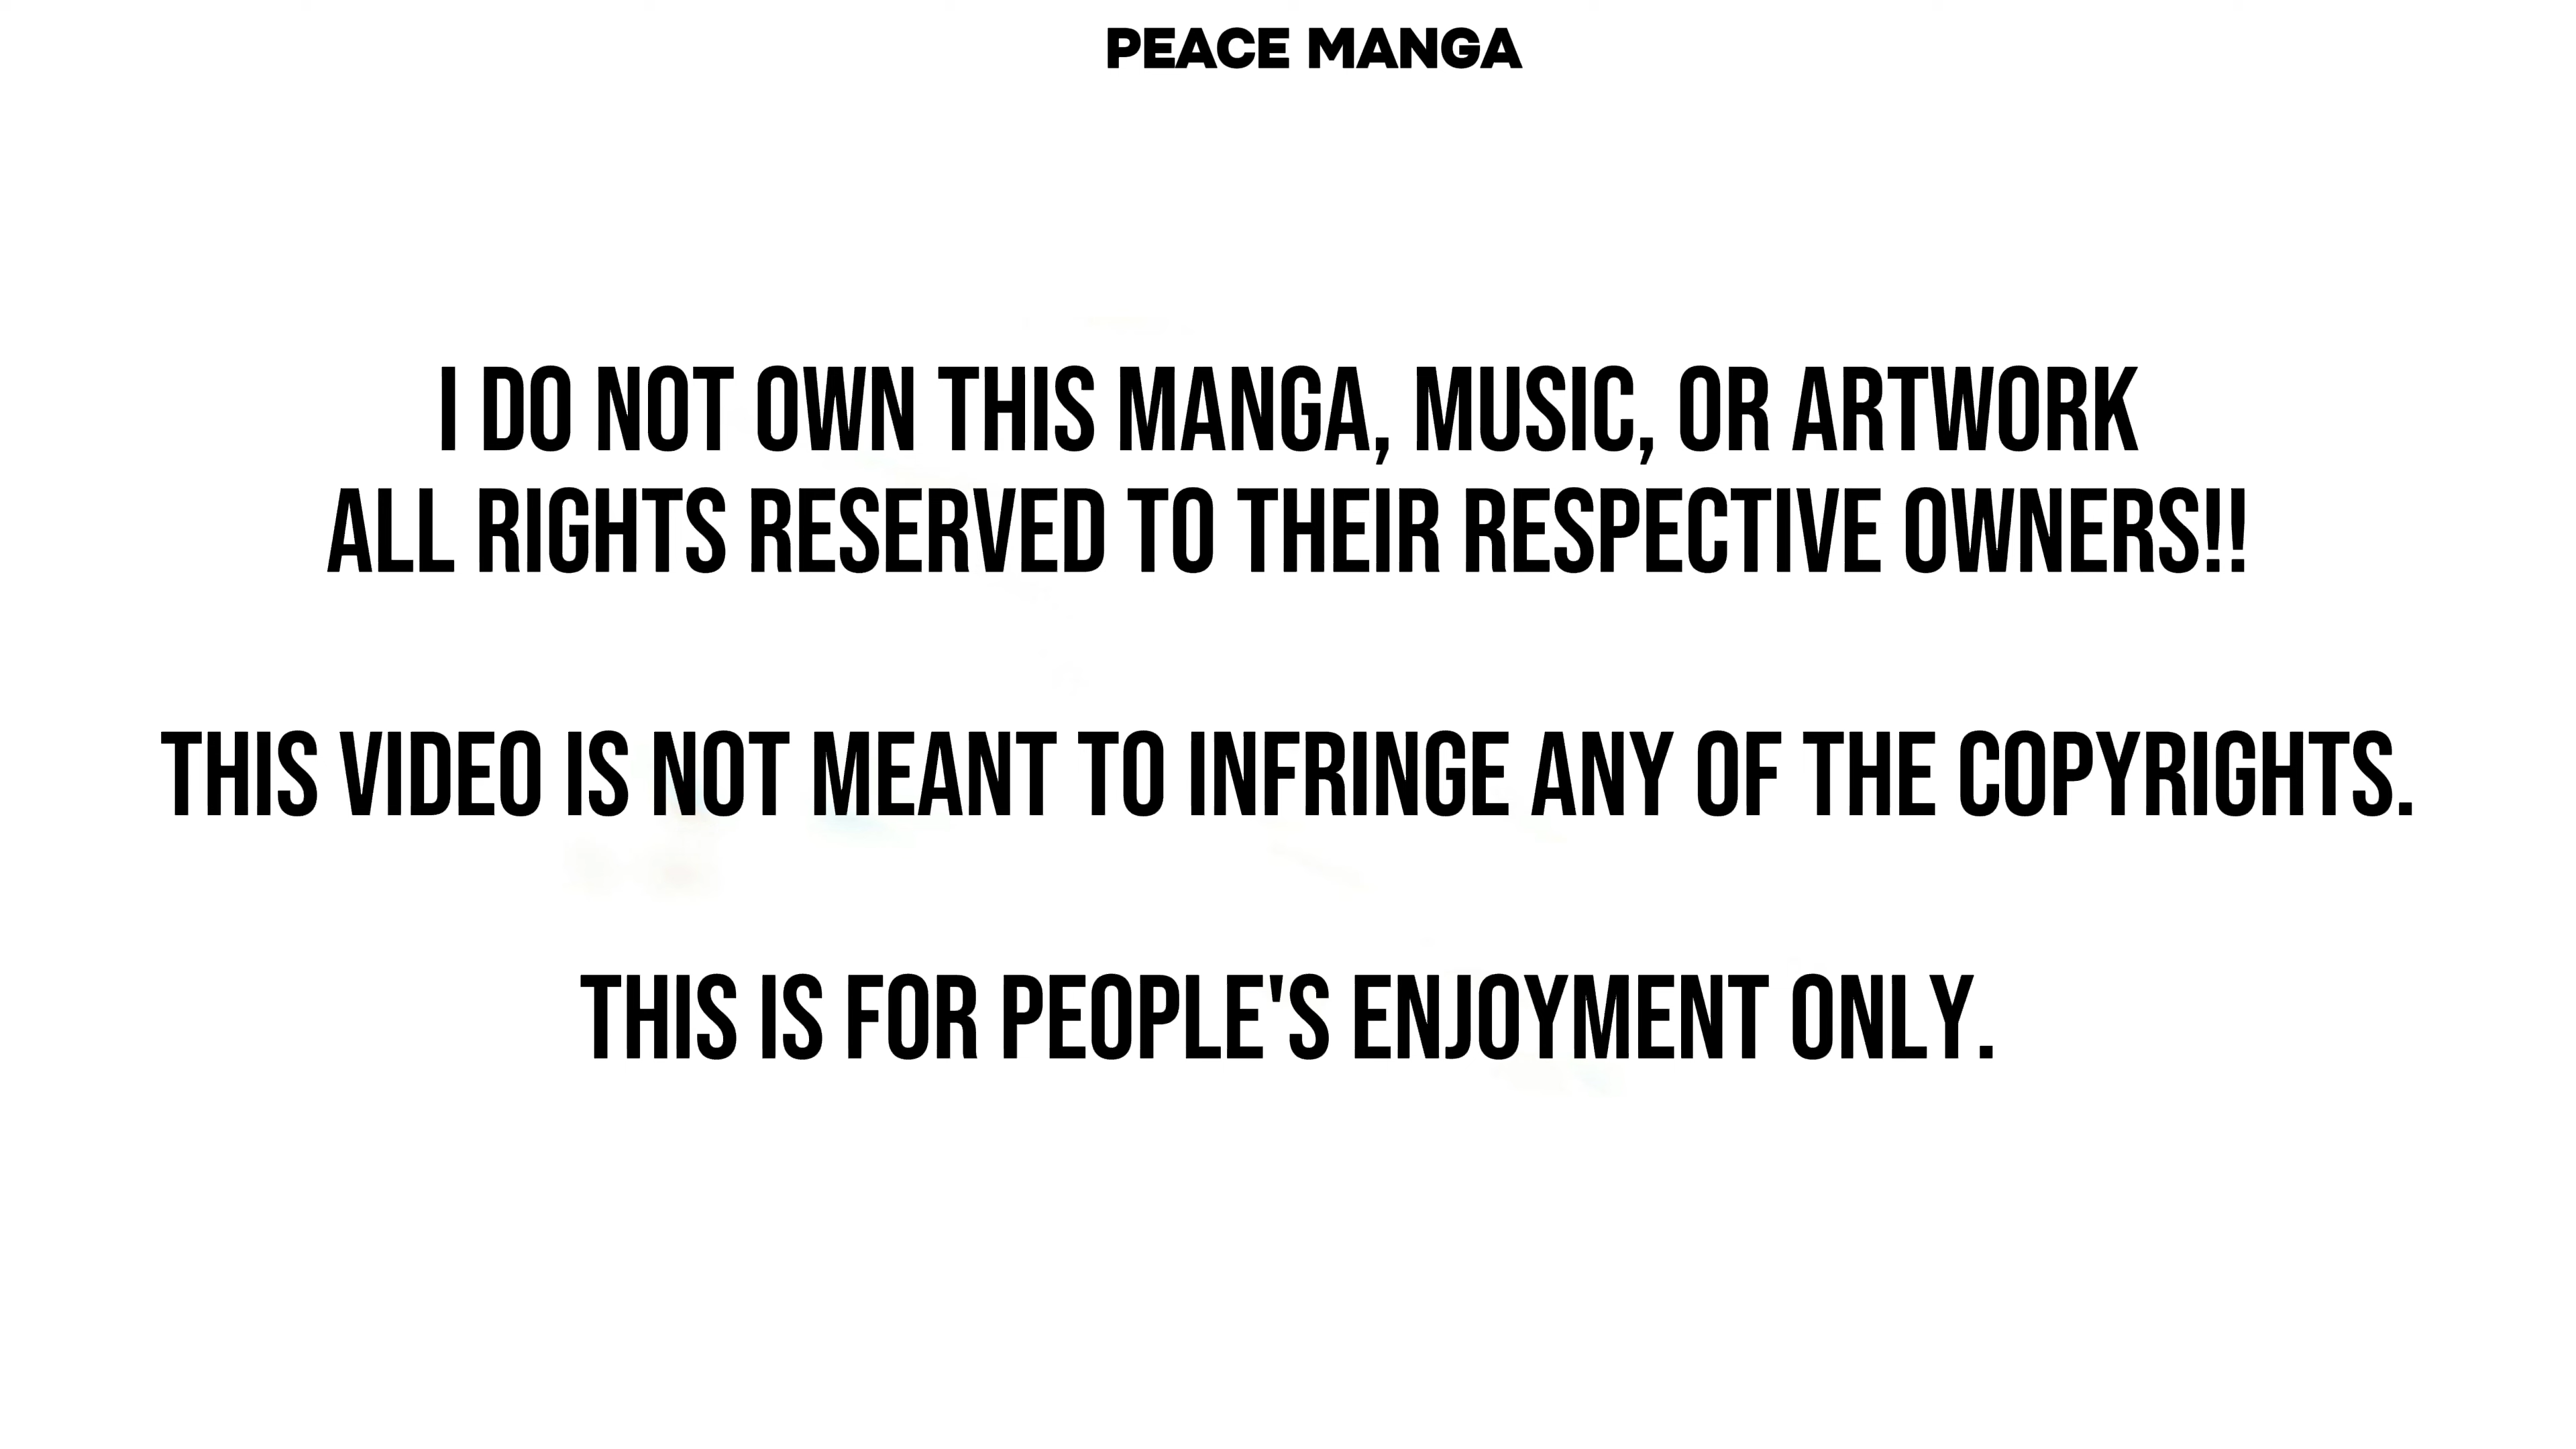 PEACE MANGA
I DO NOT OWN THIS MANGA, MUSIC, OR ARTWORK
ALL RIGHTS RESERVED TO THEIR RESPECTIVE OWNERS!!
THIS VIDEO IS NOT MEANT TO INFRINGE ANY OF THE COPYRIGHTS.
THIS IS FOR PEOPLE'S ENJOYMENT ONLY.